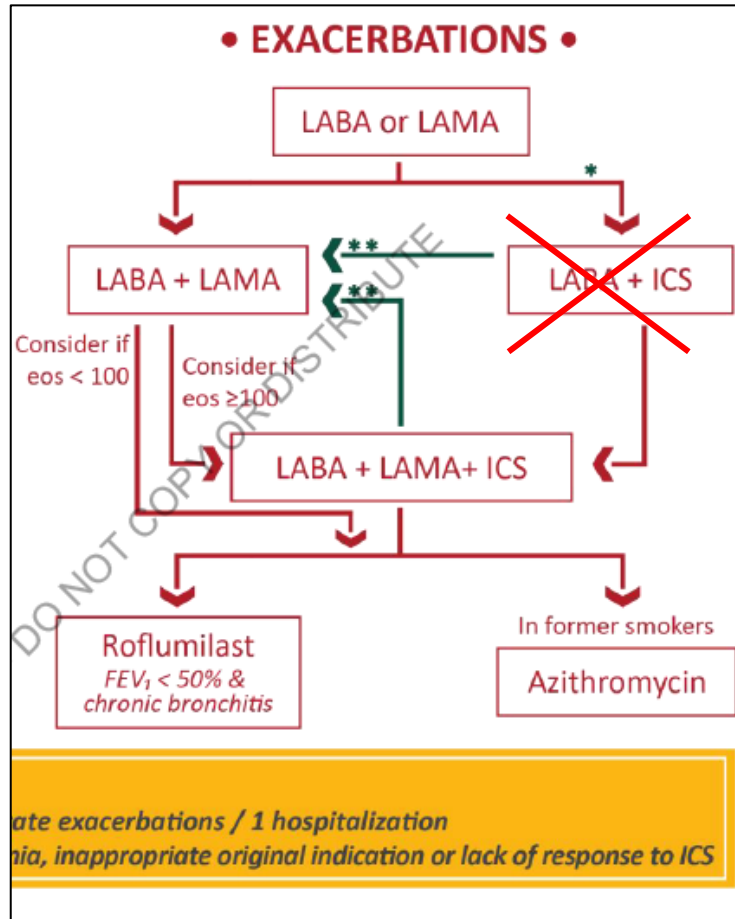 • EXACERBATIONS •
LABA or LAMA
*
**
LABA + LAMA
LABA + ICS
**
Consider if
eos < 100
Consider if
eos ≥100
LABA + LAMA+ ICS
DO NOT COPY OR DISTRIBUTE
Roflumilast
FEV₁ < 50% &
chronic bronchitis
In former smokers
Azithromycin
exacerbations / 1 hospitalization
inappropriate original indication or lack of response to ICS